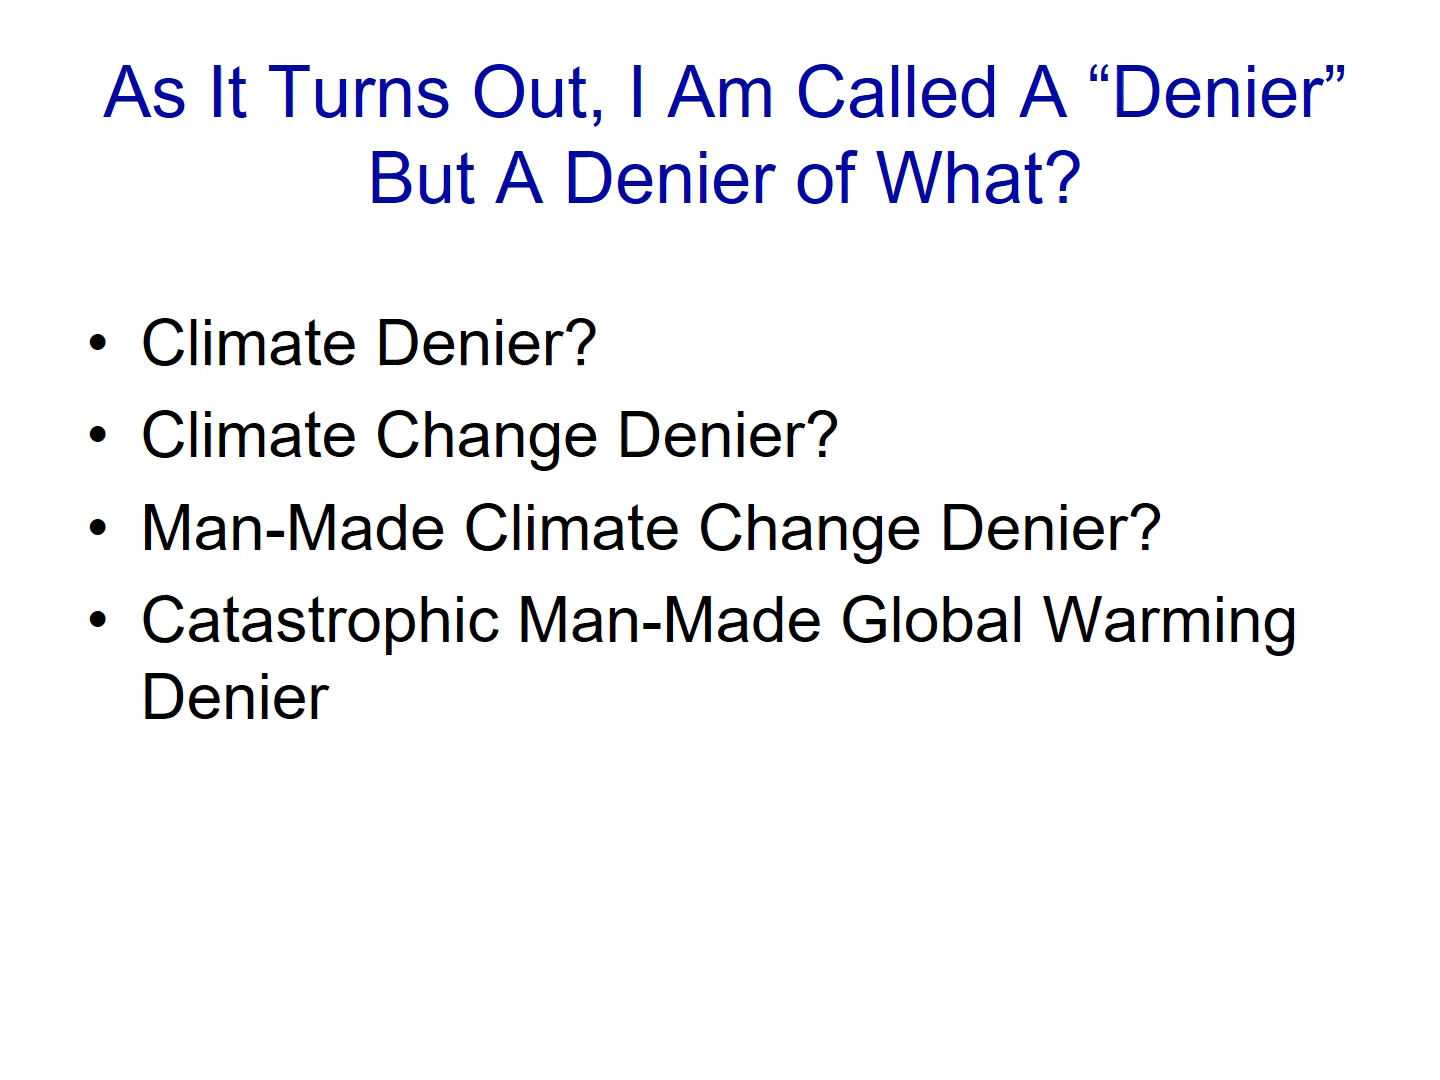 As It Turns Out, I Am Called A “Denier”
But A Denier of What?
• Climate Denier?
• Climate Change Denier?
• Man-Made Climate Change Denier?
• Catastrophic Man-Made Global Warming
Denier